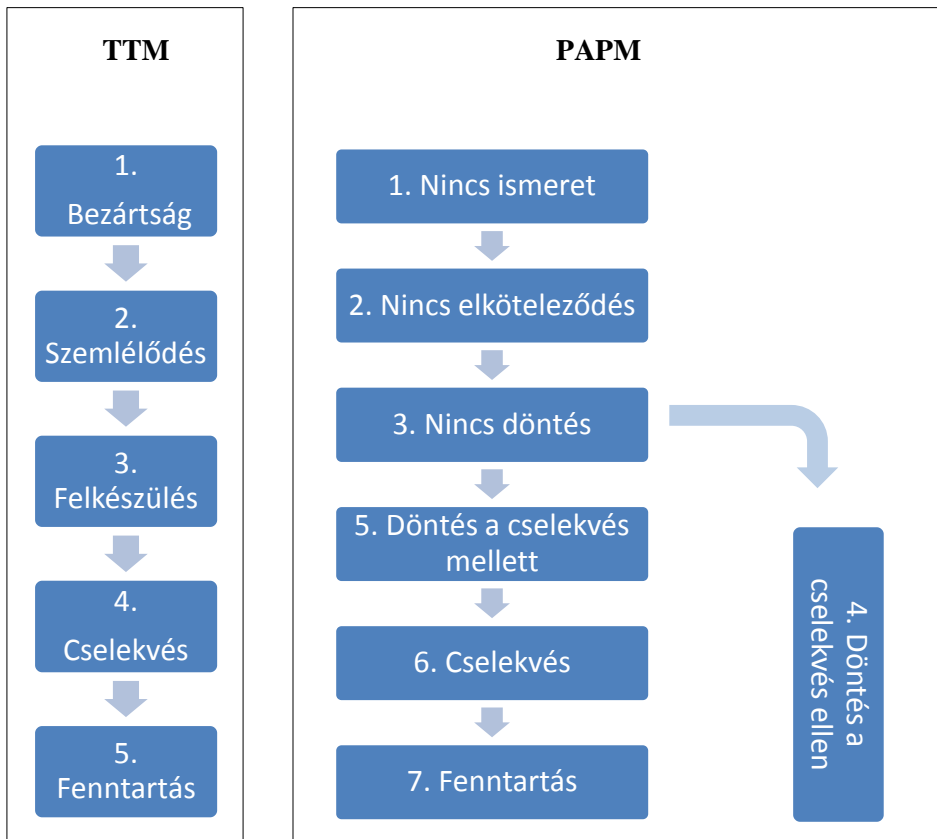 TTM
1.
Bezártság
2.
Szemlélődés
3.
Felkészülés
4.
Cselekvés
5.
Fenntartás
PAPM
1. Nincs ismeret
2. Nincs elköteleződés
3. Nincs döntés
5. Döntés a cselekvés
mellett
6. Cselekvés
7. Fenntartás
4. Döntés a
cselekvés ellen